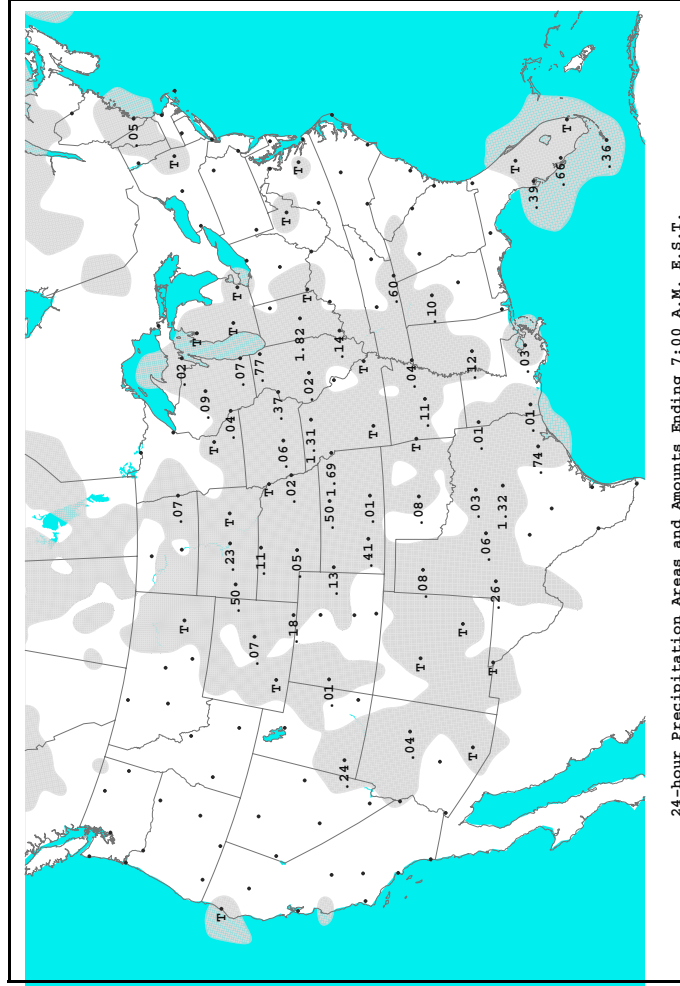 .05
T
.07
.02
T
T
T
.09
T
T
.50
.23
T
.04
T
T
.07
.11
.07
.77
T
T
.37
.06
T
.18
.02
.05
1.82
T
.02
T
1.31
.01
.50
1.69
.13
.14
.24
T
.41
.01
T
.60
.04
.04
T
T
.08
.08
.11
.10
T
T
.12
.03
.01
.06
T
.26
1.32
T
.03
.01
.39
.74
.66
T
.36
24-hour Precipitation Areas and Amounts Ending 7:00 A.M. E.S.T.